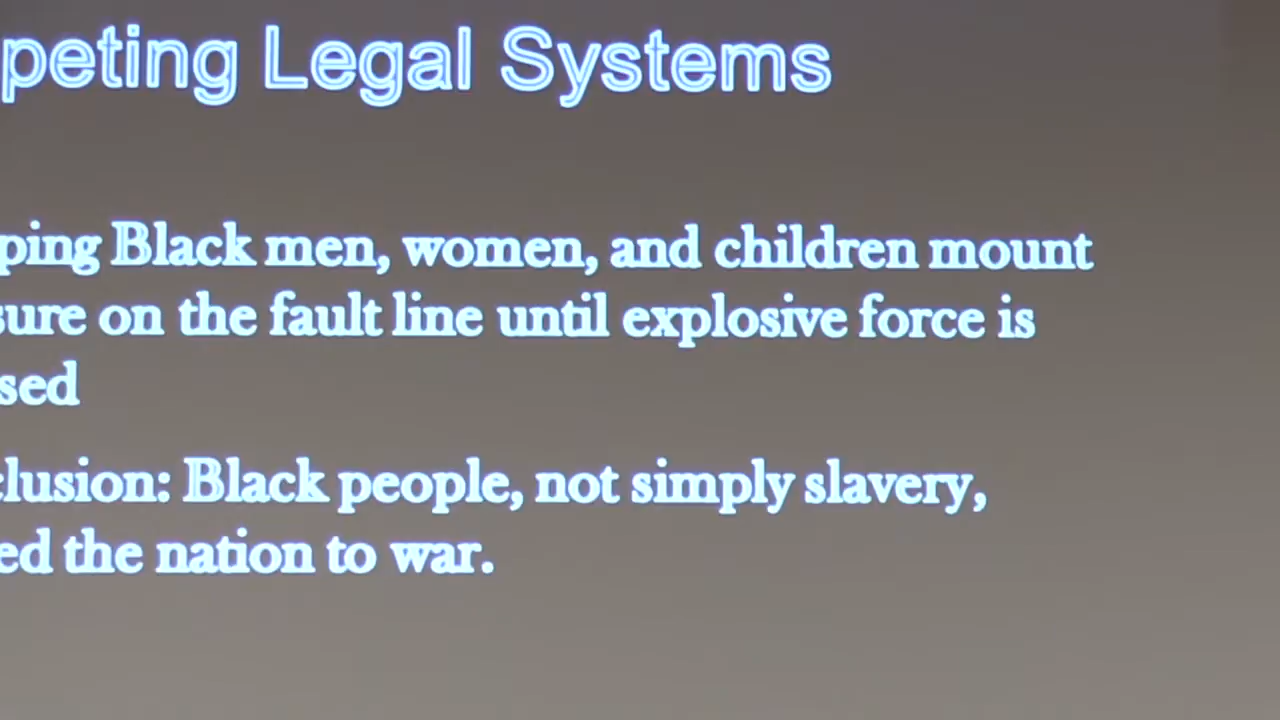 peting Legal Systems
ping Black men, women, and children mount
sure on the fault line until explosive force is
sed
clusion: Black people, not simply slavery,
ed the nation to war.